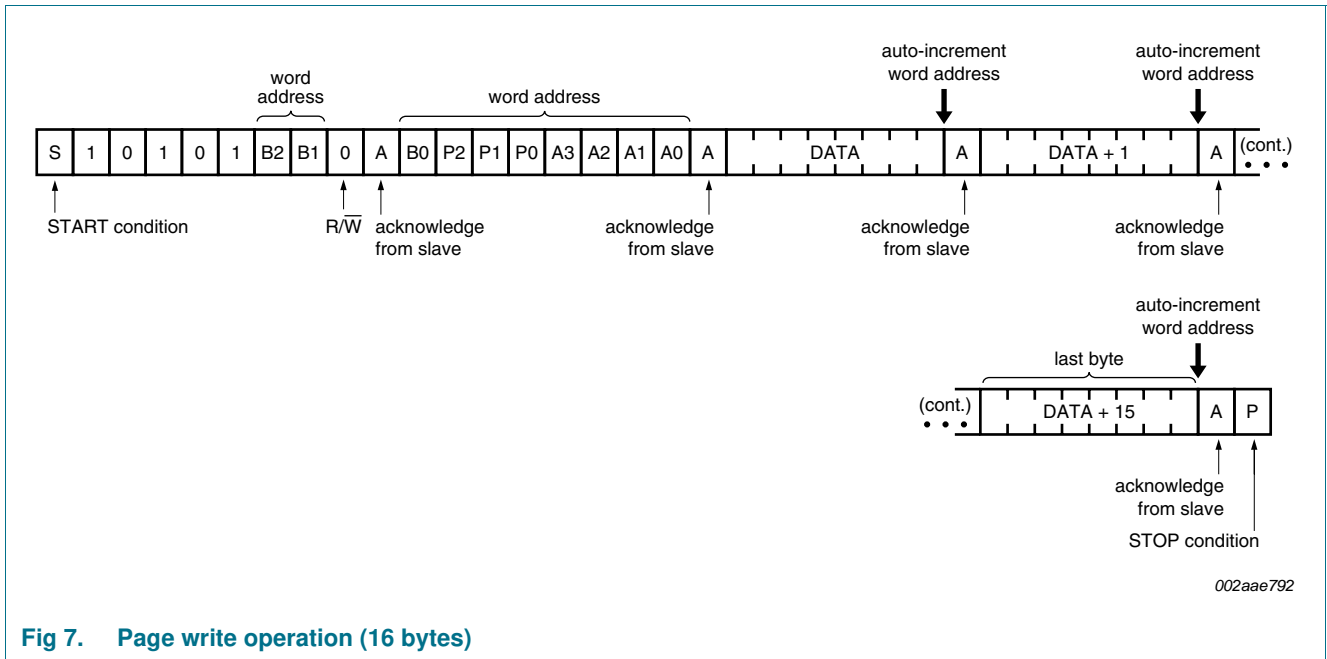 auto-increment
word address
auto-increment
word address
word
address
word address
S 1 0 1 0 1 B2 B1 0 A B0 P2 P1 P0 A3 A2 A1 A0 A DATA A DATA + 1 A (cont.)
START condition
R/W̅
acknowledge
from slave
acknowledge
from slave
acknowledge
from slave
acknowledge
from slave
auto-increment
word address
last byte
(cont.) DATA + 15 A P
acknowledge
from slave
STOP condition
002aae792
Fig 7. Page write operation (16 bytes)